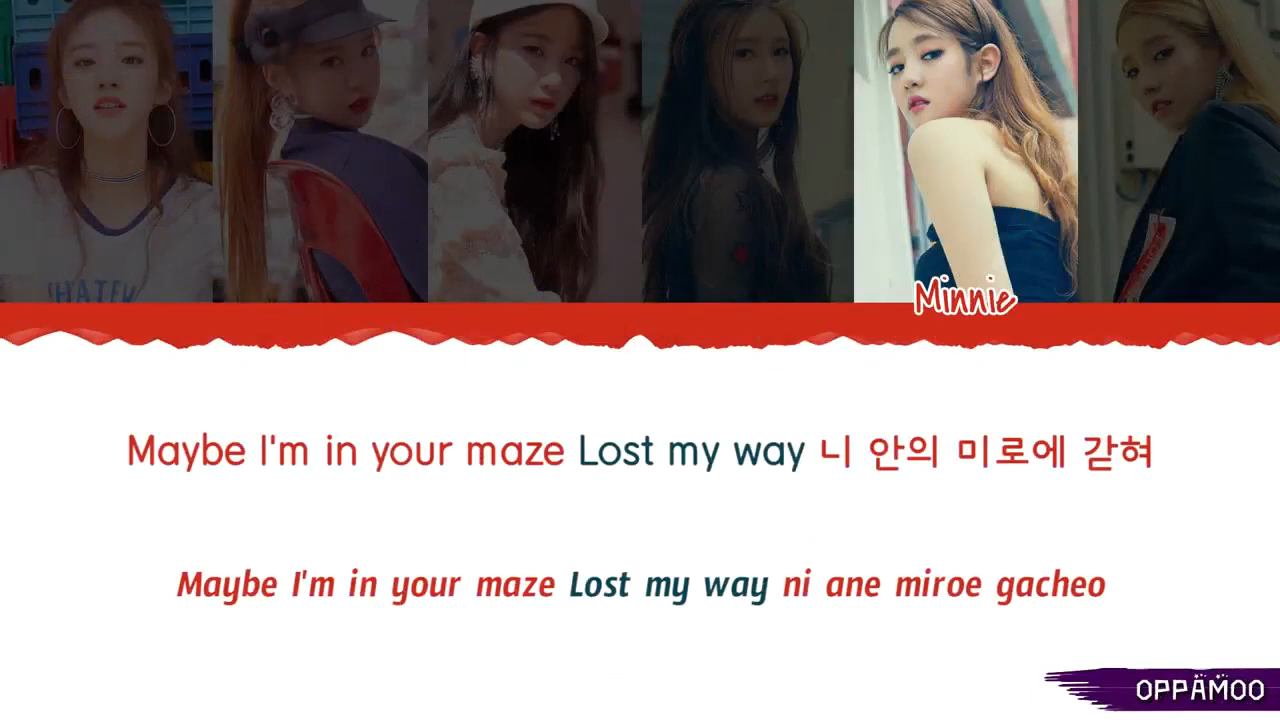 Minnie
Maybe I'm in your maze Lost my way 니 안의 미로에 갇혀
Maybe I'm in your maze Lost my way ni ane miroe gacheo
OPPAMOO